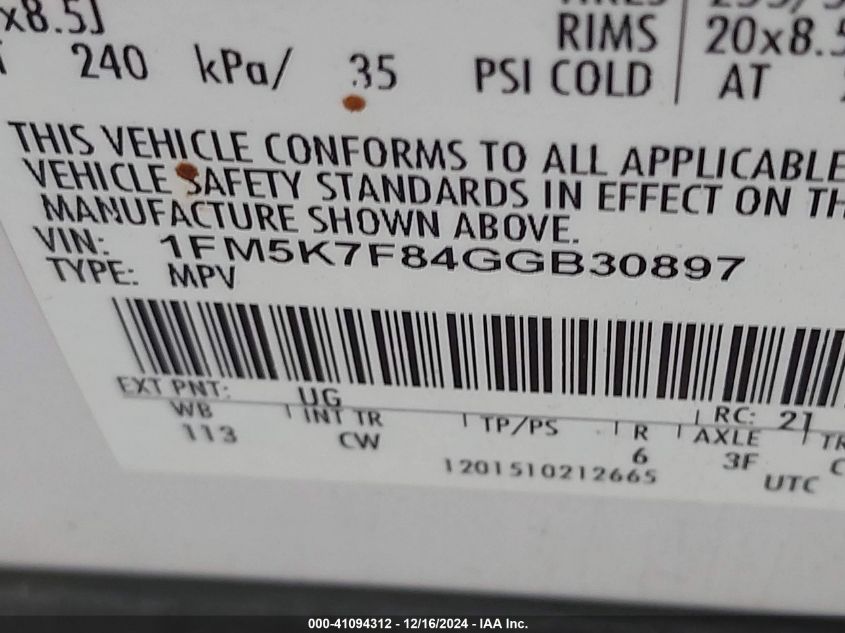 x8.5J
RIMS 20x8.5
240 kPa/ 35 PSI COLD AT
THIS VEHICLE CONFORMS TO ALL APPLICABLE
VEHICLE SAFETY STANDARDS IN EFFECT ON
MANUFACTURE SHOWN ABOVE.
VIN: 1FM5K7F84GGB30897
TYPE: MPV
EXT PNT: UG RC: 21
WB INT TR TP/PS R AXLE TR
113 CW 6 3F
1201510212665 UTC
000-41094312 - 12/16/2024 - IAA Inc.